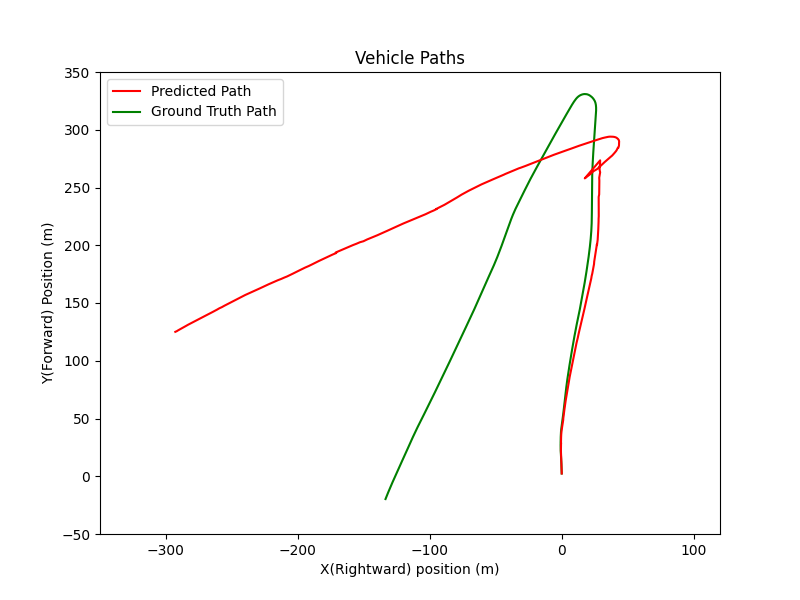 Vehicle Paths
Predicted Path
Ground Truth Path
350
300
250
200
150
100
50
0
−50
Y(Forward) Position (m)
−300
−200
−100
0
100
X(Rightward) position (m)